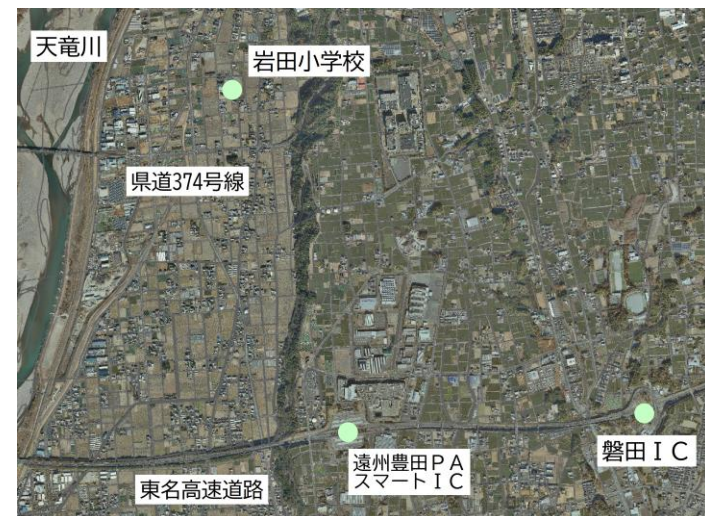 天竜川
岩田小学校
県道374号線
磐田ＩＣ
遠州豊田ＰＡ
スマートＩＣ
東名高速道路